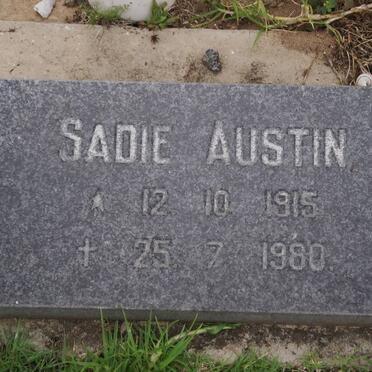 SADIE AUSTIN
* 12. 10. 1915
† 25. 7. 1980